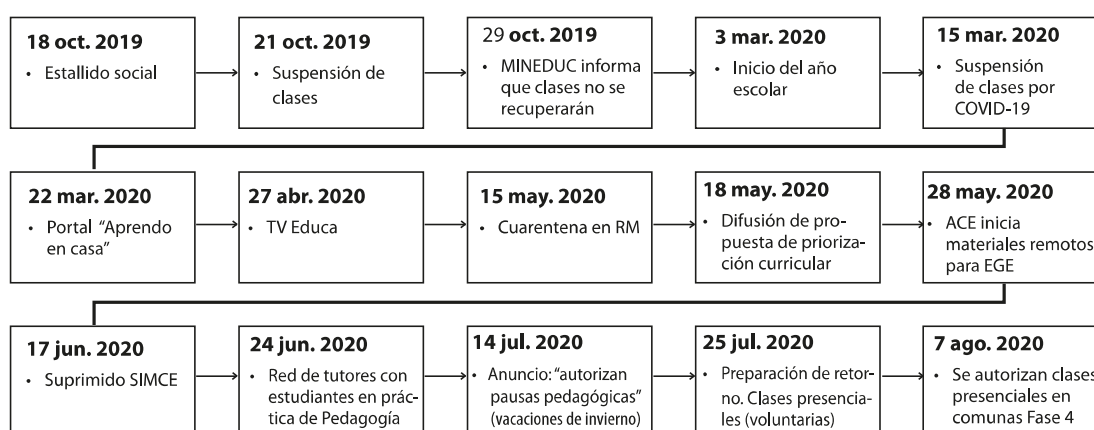 18 oct. 2019
• Estallido social
21 oct. 2019
• Suspensión de
clases
29 oct. 2019
• MINEDUC informa
que clases no se
recuperarán
3 mar. 2020
• Inicio del año
escolar
15 mar. 2020
• Suspensión
de clases por
COVID-19
22 mar. 2020
• Portal “Aprendo
en casa”
27 abr. 2020
• TV Educa
15 may. 2020
• Cuarentena en RM
18 may. 2020
• Difusión de pro-
puesta de prioriza-
ción curricular
28 may. 2020
• ACE inicia
materiales remotos
para EGE
17 jun. 2020
• Suprimido SIMCE
24 jun. 2020
• Red de tutores con
estudiantes en prác-
tica de Pedagogía
14 jul. 2020
• Anuncio: “autorizan
pausas pedagógicas”
(vacaciones de invierno)
25 jul. 2020
• Preparación de retor-
no. Clases presencia-
les (voluntarias)
7 ago. 2020
• Se autorizan clases
presenciales en
comunas Fase 4